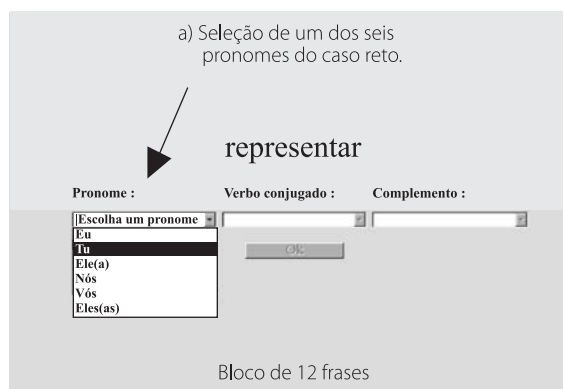 a) Seleção de um dos seis
pronomes do caso reto.
representar
Pronome : Verbo conjugado : Complemento :
Escolha um pronome
Ok
Eu
Tu
Ele(a)
Nós
Vós
Eles(as)
Bloco de 12 frases